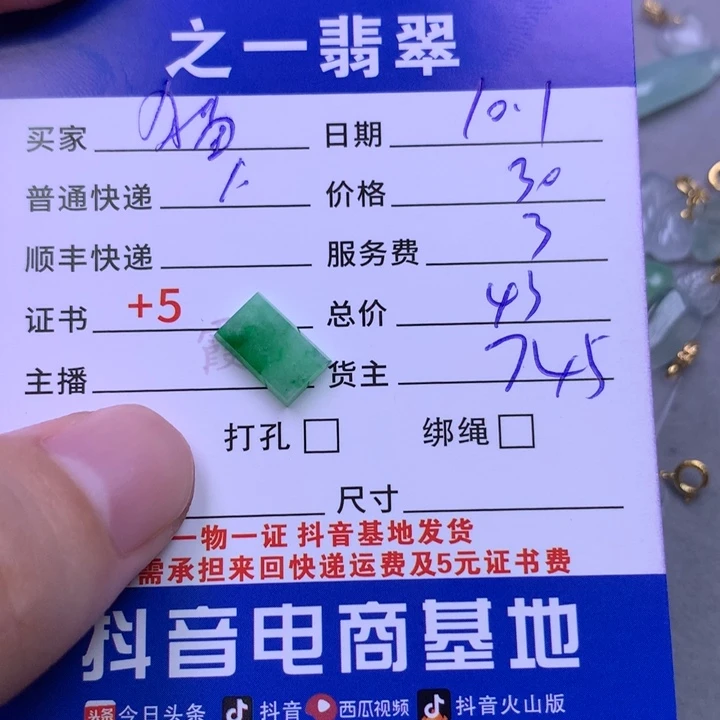 之一翡翠
买家 猫 日期 10.1
普通快递 价格 30
顺丰快递 服务费 3
证书 +5 总价 43
主播 霞 货主 745
打孔 绑绳
尺寸
一物一证 抖音基地发货
需承担来回快递运费及5元证书费
抖音电商基地
头条 今日头条 抖音 西瓜视频 抖音火山版